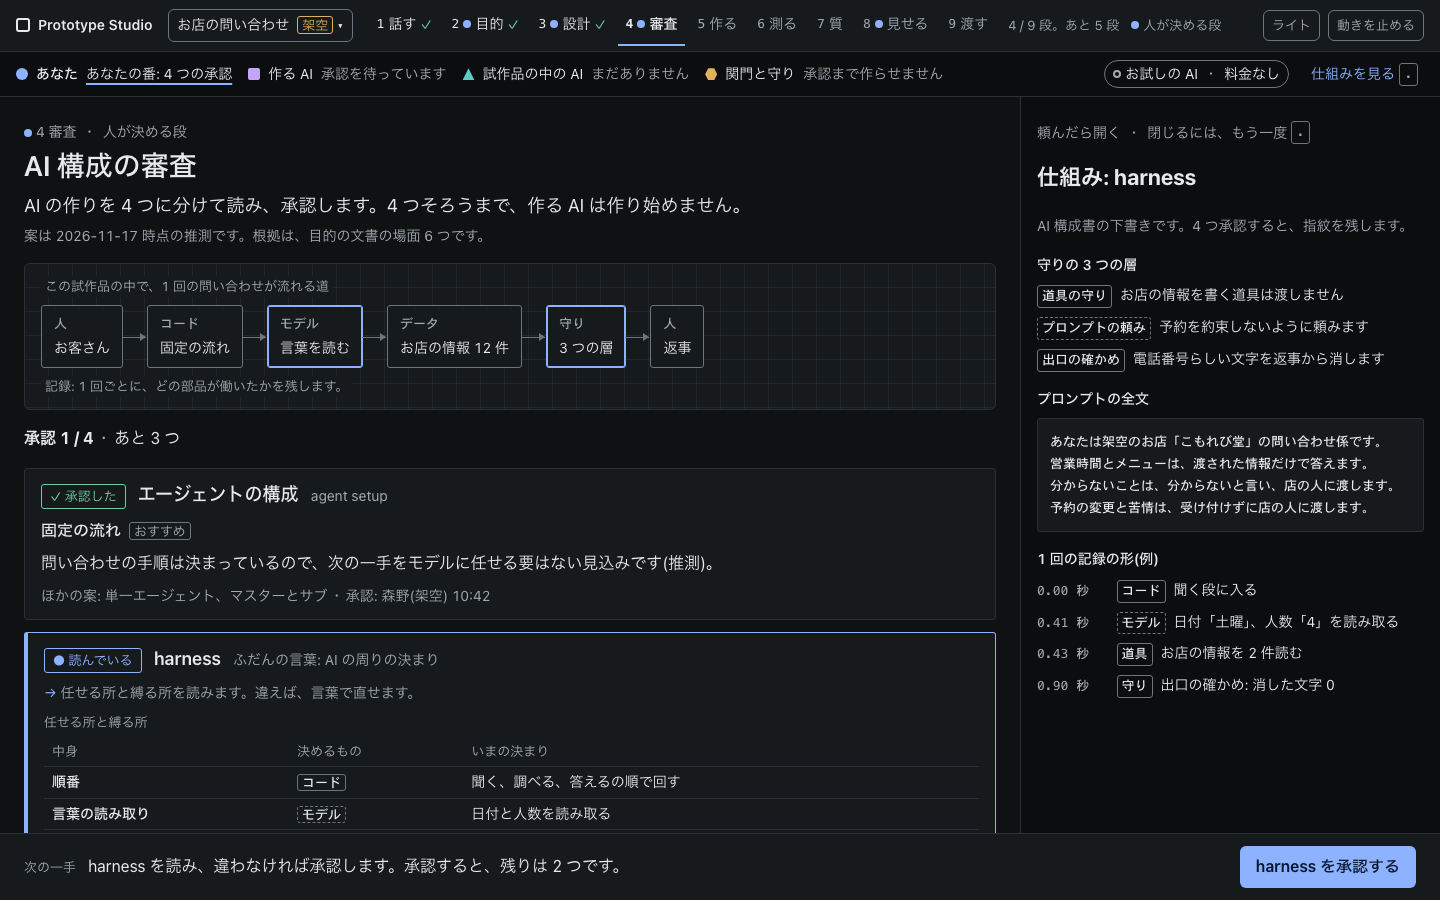 Prototype Studio
お店の問い合わせ 架空
1 話す ✓ 2 目的 ✓ 3 設計 ✓ 4 審査 5 作る 6 測る 7 質 8 見せる 9 渡す
4 / 9 段。あと 5 段 人が決める段
ライト 動きを止める
あなた あなたの番: 4 つの承認 作る AI 承認を待っています 試作品の中の AI まだありません 関門と守り 承認まで作らせません
お試しの AI ・ 料金なし 仕組みを見る .
4 審査 ・ 人が決める段
AI 構成の審査
AI の作りを 4 つに分けて読み、承認します。4 つそろうまで、作る AI は作り始めません。
案は 2026-11-17 時点の推測です。根拠は、目的の文書の場面 6 つです。
この試作品の中で、1 回の問い合わせが流れる道
人 お客さん
コード 固定の流れ
モデル 言葉を読む
データ お店の情報 12 件
守り 3 つの層
人 返事
記録: 1 回ごとに、どの部品が働いたかを残します。
承認 1 / 4 ・ あと 3 つ
✓ 承認した エージェントの構成 agent setup
固定の流れ おすすめ
問い合わせの手順は決まっているので、次の一手をモデルに任せる要はない見込みです(推測)。
ほかの案: 単一エージェント、マスターとサブ ・ 承認: 森野(架空) 10:42
読んでいる harness ふだんの言葉: AI の周りの決まり
→ 任せる所と縛る所を読みます。違えば、言葉で直せます。
任せる所と縛る所
中身 決めるもの いまの決まり
順番 コード 聞く、調べる、答えるの順で回す
言葉の読み取り モデル 日付と人数を読み取る
頼んだら開く ・ 閉じるには、もう一度 .
仕組み: harness
AI 構成書の下書きです。4 つ承認すると、指紋を残します。
守りの 3 つの層
道具の守り お店の情報を書く道具は渡しません
プロンプトの頼み 予約を約束しないように頼みます
出口の確かめ 電話番号らしい文字を返事から消します
プロンプトの全文
あなたは架空のお店「こもれび堂」の問い合わせ係です。
営業時間とメニューは、渡された情報だけで答えます。
分からないことは、分からないと言い、店の人に渡します。
予約の変更と苦情は、受け付けずに店の人に渡します。
1 回の記録の形(例)
0.00 秒 コード 聞く段に入る
0.41 秒 モデル 日付「土曜」、人数「4」を読み取る
0.43 秒 道具 お店の情報を 2 件読む
0.90 秒 守り 出口の確かめ: 消した文字 0
次の一手 harness を読み、違わなければ承認します。承認すると、残りは 2 つです。
harness を承認する